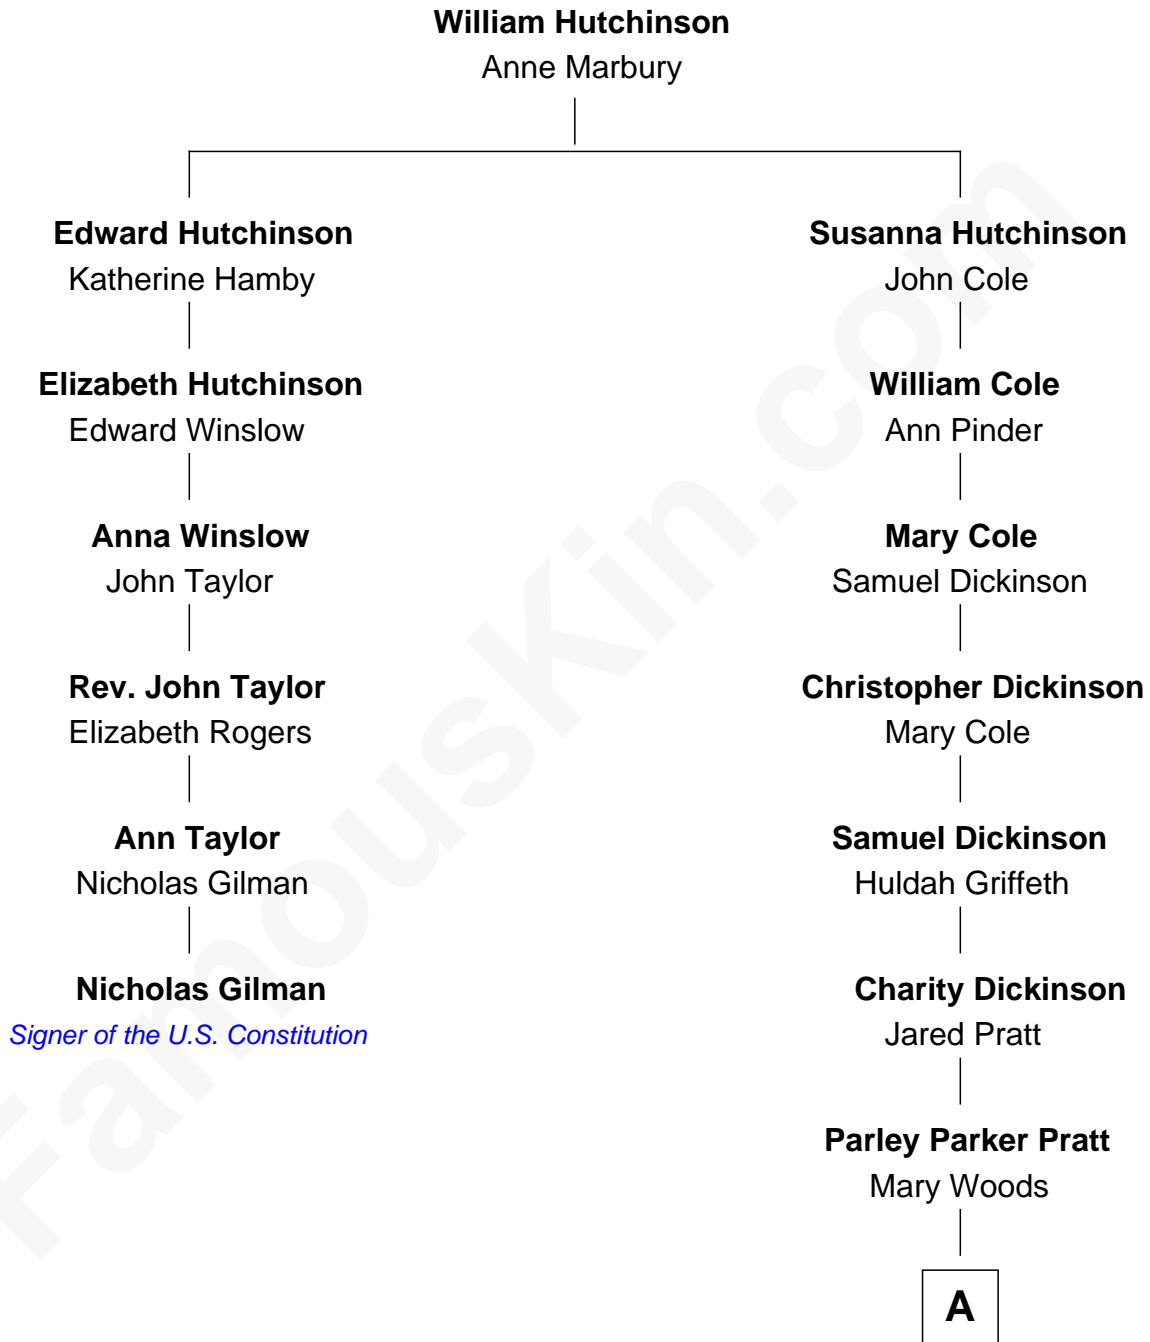 William Hutchinson
Anne Marbury
Edward Hutchinson
Katherine Hamby
Susanna Hutchinson
John Cole
Elizabeth Hutchinson
Edward Winslow
William Cole
Ann Pinder
Anna Winslow
John Taylor
Mary Cole
Samuel Dickinson
Rev. John Taylor
Elizabeth Rogers
Christopher Dickinson
Mary Cole
Ann Taylor
Nicholas Gilman
Samuel Dickinson
Huldah Griffeth
Nicholas Gilman
Signer of the U.S. Constitution
Charity Dickinson
Jared Pratt
Parley Parker Pratt
Mary Woods
A
FamousKin.com